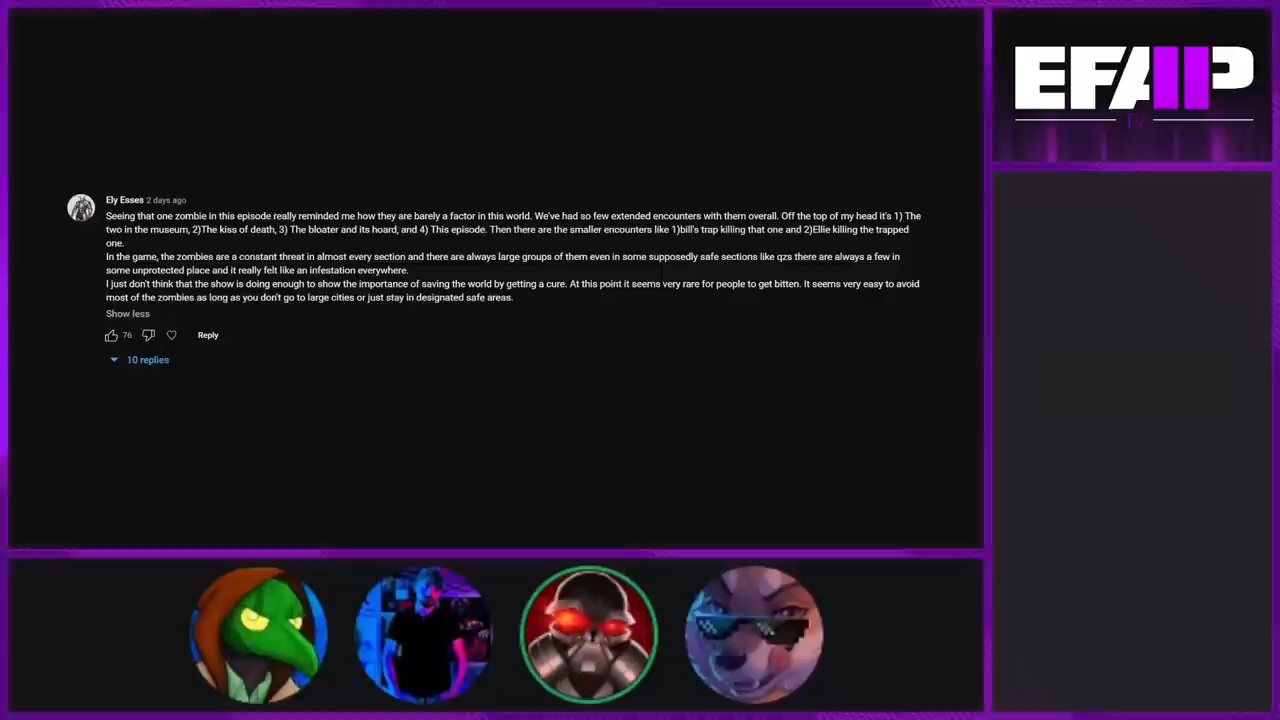 EFAP
TV
Ely Esses 2 days ago
Seeing that one zombie in this episode really reminded me how they are barely a factor in this world. We've had so few extended encounters with them overall. Off the top of my head it's 1) The
two in the museum, 2)The kiss of death, 3) The bloater and its hoard, and 4) This episode. Then there are the smaller encounters like 1)bill's trap killing that one and 2)Ellie killing the trapped
one.
In the game, the zombies are a constant threat in almost every section and there are always large groups of them even in some supposedly safe sections like qzs there are always a few in
some unprotected place and it really felt like an infestation everywhere.
I just don't think that the show is doing enough to show the importance of saving the world by getting a cure. At this point it seems very rare for people to get bitten. It seems very easy to avoid
most of the zombies as long as you don't go to large cities or just stay in designated safe areas.
Show less
76 Reply
10 replies